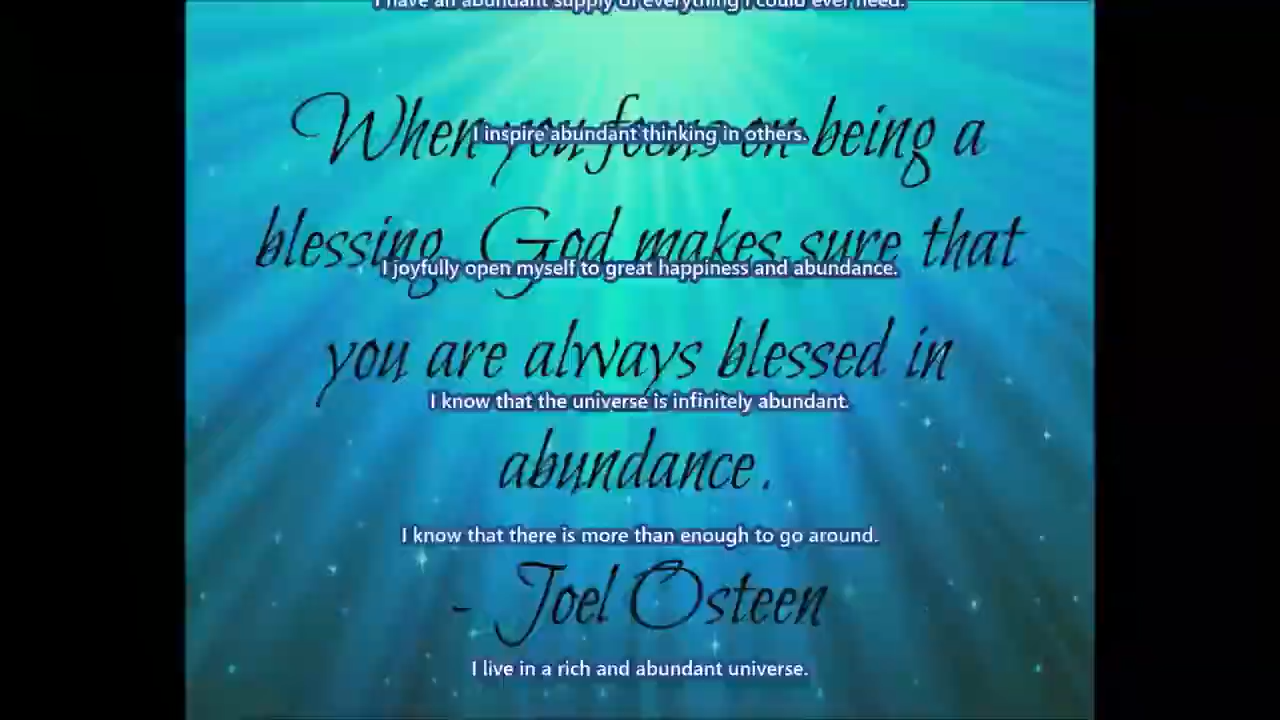 I have an abundant supply of everything I could ever need.
When you focus on being a
I inspire abundant thinking in others.
blessing, God makes sure that
I joyfully open myself to great happiness and abundance.
you are always blessed in
I know that the universe is infinitely abundant.
abundance.
I know that there is more than enough to go around.
- Joel Osteen
I live in a rich and abundant universe.